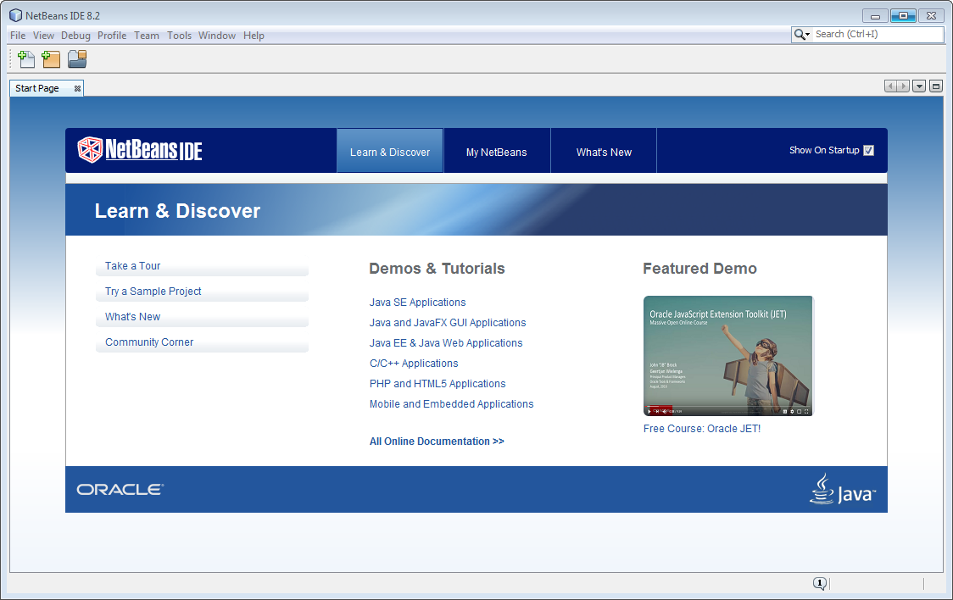 NetBeans IDE 8.2
File View Debug Profile Team Tools Window Help
Search (Ctrl+I)
Start Page
NetBeans IDE
Learn & Discover
My NetBeans
What's New
Show On Startup
Learn & Discover
Take a Tour
Try a Sample Project
What's New
Community Corner
Demos & Tutorials
Java SE Applications
Java and JavaFX GUI Applications
Java EE & Java Web Applications
C/C++ Applications
PHP and HTML5 Applications
Mobile and Embedded Applications
All Online Documentation >>
Featured Demo
Oracle JavaScript Extension Toolkit (JET)
Massive Open Online Course
Free Course: Oracle JET!
ORACLE
Java™
1